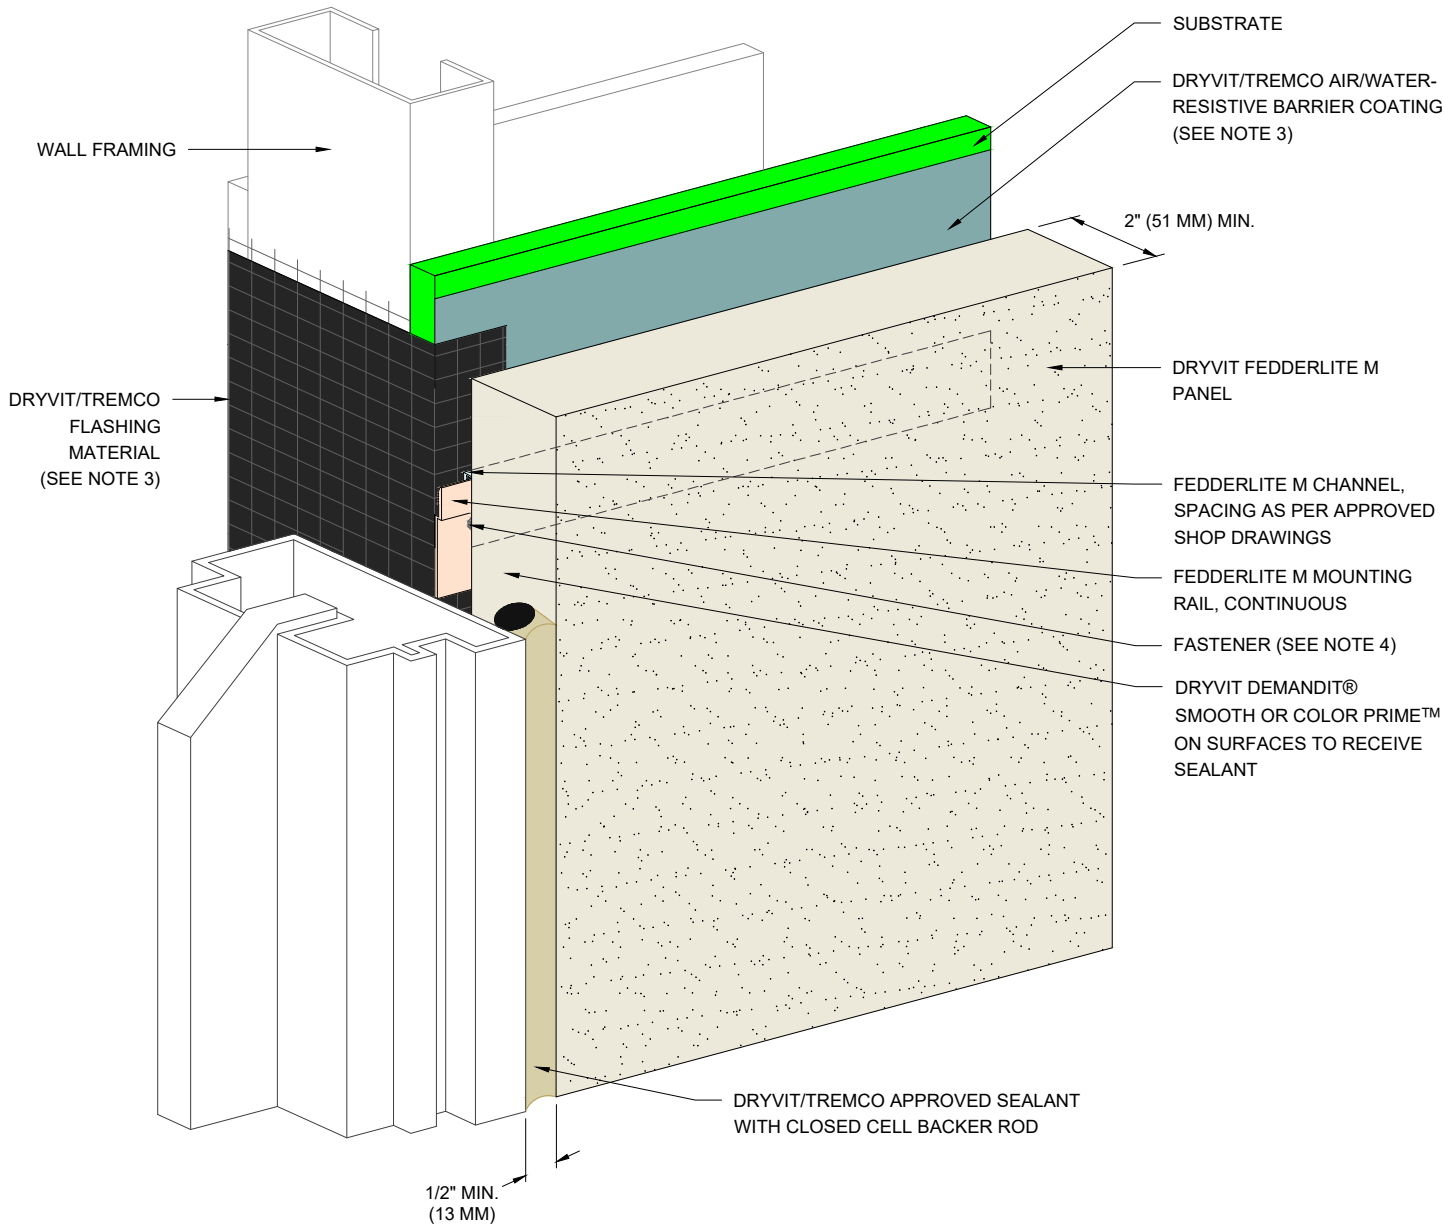 SUBSTRATE
DRYVIT/TREMCO AIR/WATER-
RESISTIVE BARRIER COATING
(SEE NOTE 3)
WALL FRAMING
2" (51 MM) MIN.
DRYVIT FEDDERLITE M
PANEL
DRYVIT/TREMCO
FLASHING
MATERIAL
(SEE NOTE 3)
FEDDERLITE M CHANNEL,
SPACING AS PER APPROVED
SHOP DRAWINGS
FEDDERLITE M MOUNTING
RAIL, CONTINUOUS
FASTENER (SEE NOTE 4)
DRYVIT DEMANDIT®
SMOOTH OR COLOR PRIME™
ON SURFACES TO RECEIVE
SEALANT
DRYVIT/TREMCO APPROVED SEALANT
WITH CLOSED CELL BACKER ROD
1/2" MIN.
(13 MM)